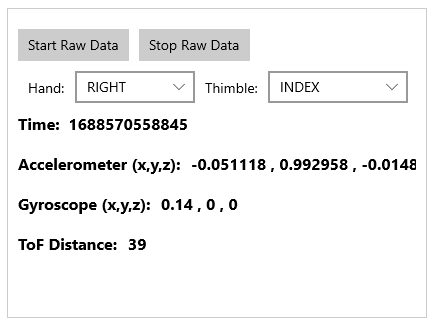 Start Raw Data Stop Raw Data
Hand: RIGHT Thimble: INDEX
Time: 1688570558845
Accelerometer (x,y,z): -0.051118 , 0.992958 , -0.0148
Gyroscope (x,y,z): 0.14 , 0 , 0
ToF Distance: 39